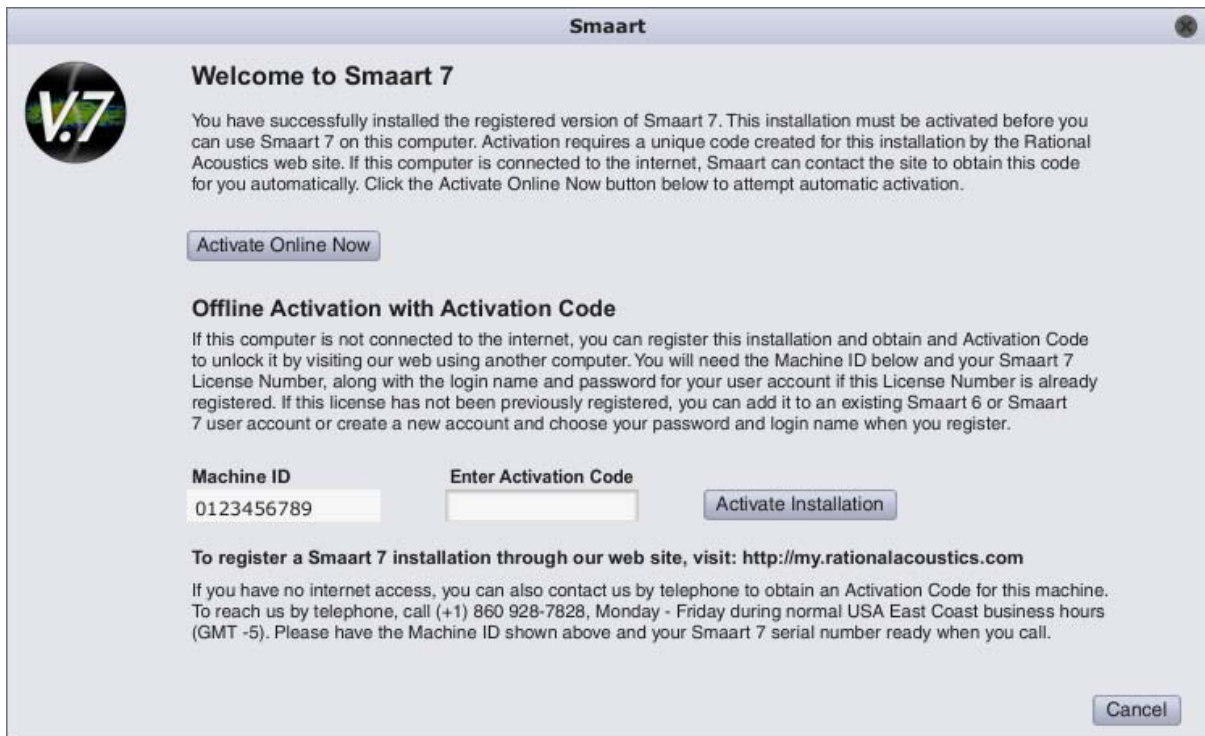 Smaart
V.7
Welcome to Smaart 7
You have successfully installed the registered version of Smaart 7. This installation must be activated before you
can use Smaart 7 on this computer. Activation requires a unique code created for this installation by the Rational
Acoustics web site. If this computer is connected to the internet, Smaart can contact the site to obtain this code
for you automatically. Click the Activate Online Now button below to attempt automatic activation.
Activate Online Now
Offline Activation with Activation Code
If this computer is not connected to the internet, you can register this installation and obtain and Activation Code
to unlock it by visiting our web using another computer. You will need the Machine ID below and your Smaart 7
License Number, along with the login name and password for your user account if this License Number is already
registered. If this license has not been previously registered, you can add it to an existing Smaart 6 or Smaart
7 user account or create a new account and choose your password and login name when you register.
Machine ID
Enter Activation Code
0123456789
Activate Installation
To register a Smaart 7 installation through our web site, visit: http://my.rationalacoustics.com
If you have no internet access, you can also contact us by telephone to obtain an Activation Code for this machine.
To reach us by telephone, call (+1) 860 928-7828, Monday - Friday during normal USA East Coast business hours
(GMT -5). Please have the Machine ID shown above and your Smaart 7 serial number ready when you call.
Cancel